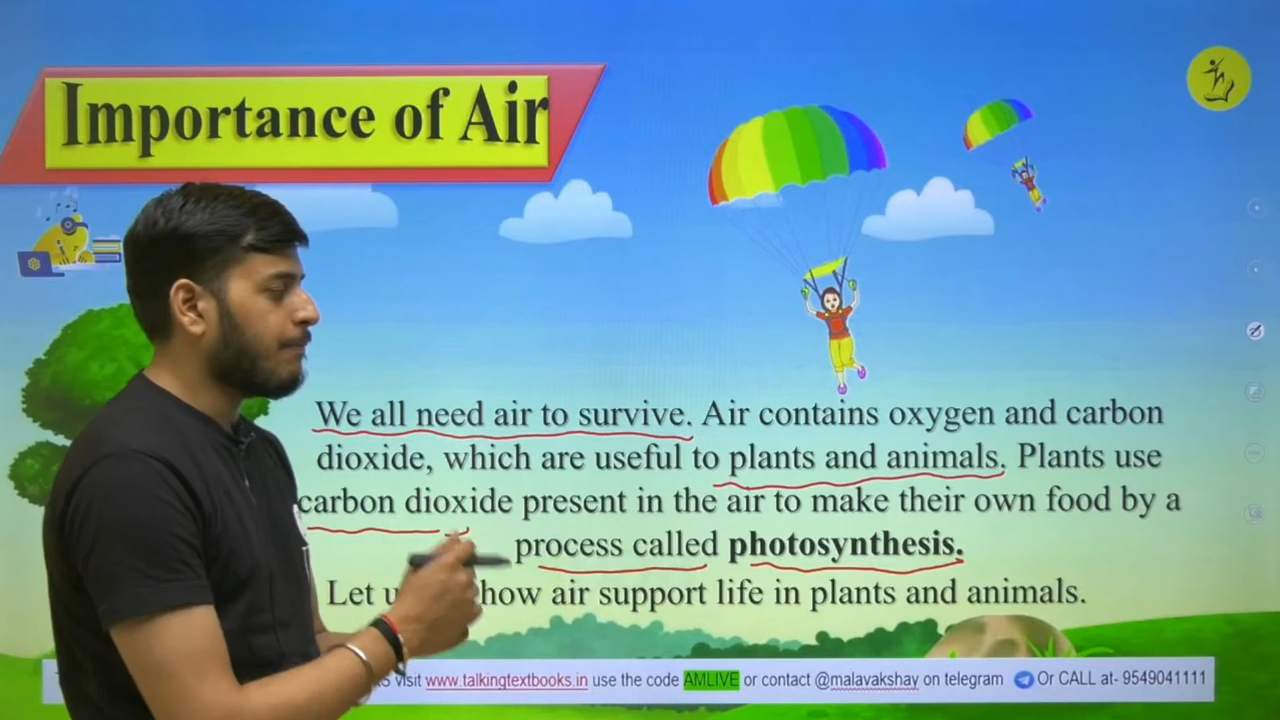 Importance of Air
We all need air to survive. Air contains oxygen and carbon
dioxide, which are useful to plants and animals. Plants use
carbon dioxide present in the air to make their own food by a
process called photosynthesis.
Let how air support life in plants and animals.
visit www.talkingtextbooks.in use the code AMLIVE or contact @malavakshay on telegram Or CALL at- 9549041111